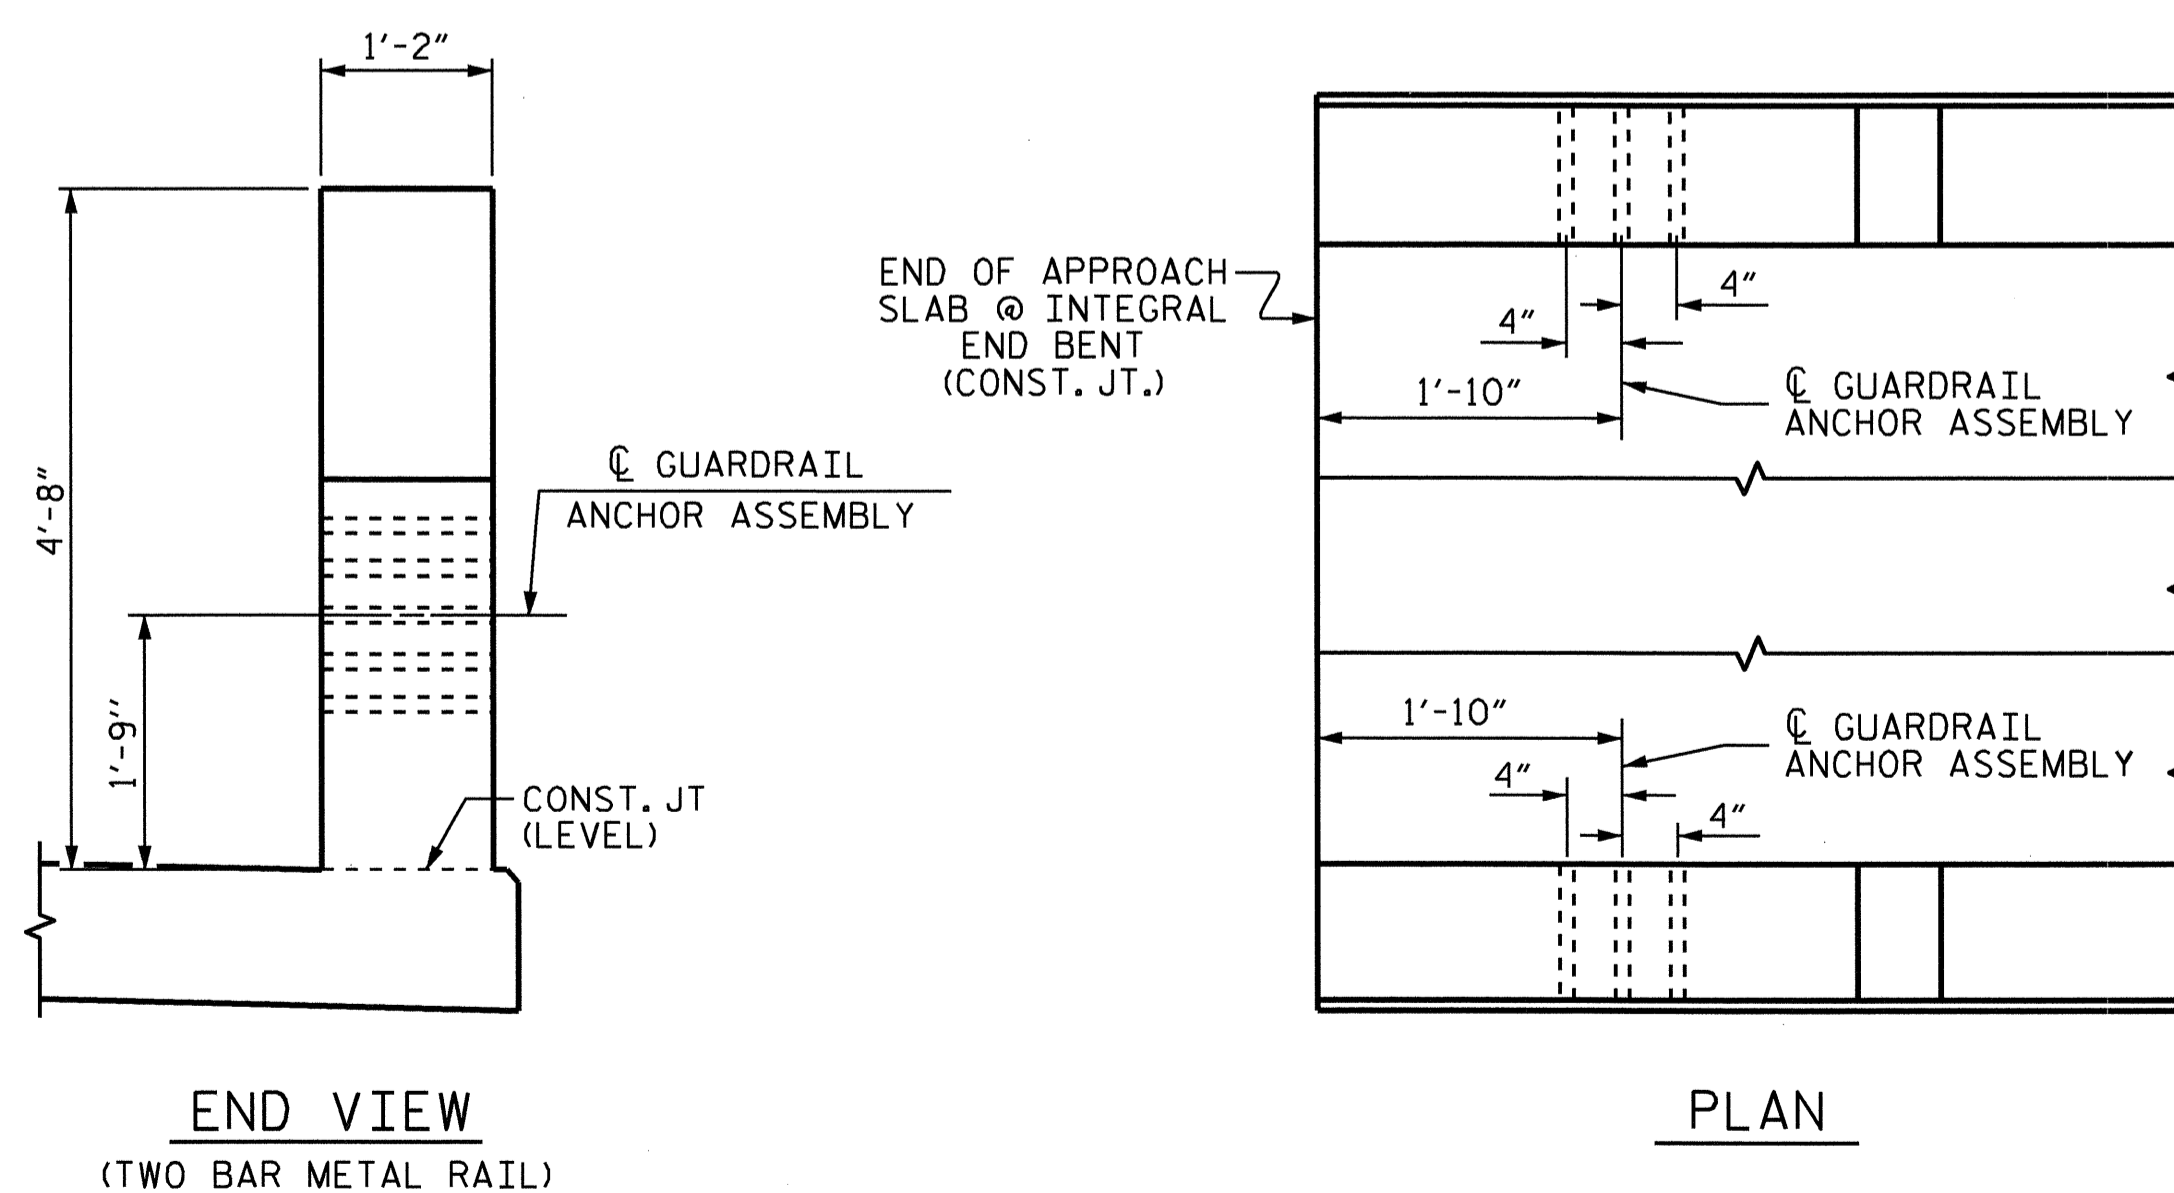 1'-2"
4'-8"
1'-9''
℄ GUARDRAIL
ANCHOR ASSEMBLY
CONST. JT
(LEVEL)
END VIEW
(TWO BAR METAL RAIL)
END OF APPROACH
SLAB @ INTEGRAL
END BENT
(CONST. JT.)
4"
4"
1'-10"
℄ GUARDRAIL
ANCHOR ASSEMBLY
1'-10"
℄ GUARDRAIL
ANCHOR ASSEMBLY
4"
4"
PLAN